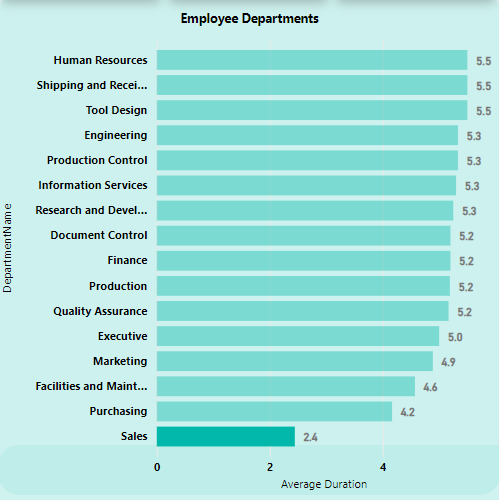 Employee Departments
Human Resources 5.5
Shipping and Recei... 5.5
Tool Design 5.5
Engineering 5.3
Production Control 5.3
Information Services 5.3
Research and Devel... 5.3
Document Control 5.2
Finance 5.2
Production 5.2
Quality Assurance 5.2
Executive 5.0
Marketing 4.9
Facilities and Maint... 4.6
Purchasing 4.2
Sales 2.4
DepartmentName
0 2 4
Average Duration